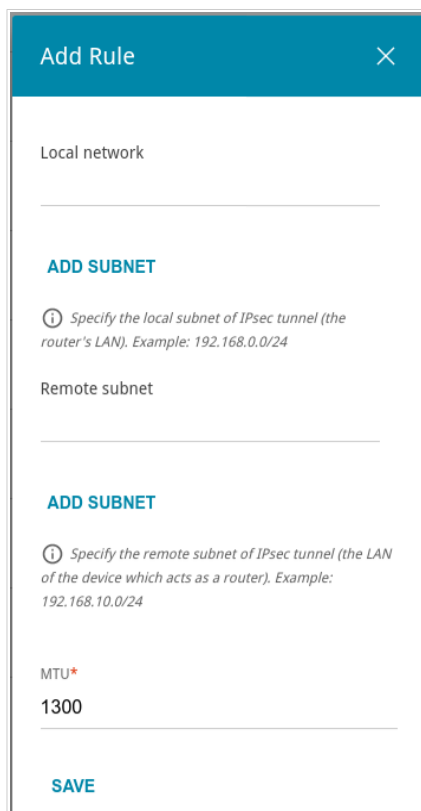 Add Rule
Local network
ADD SUBNET
Specify the local subnet of IPsec tunnel (the
router's LAN). Example: 192.168.0.0/24
Remote subnet
ADD SUBNET
Specify the remote subnet of IPsec tunnel (the LAN
of the device which acts as a router). Example:
192.168.10.0/24
MTU*
1300
SAVE